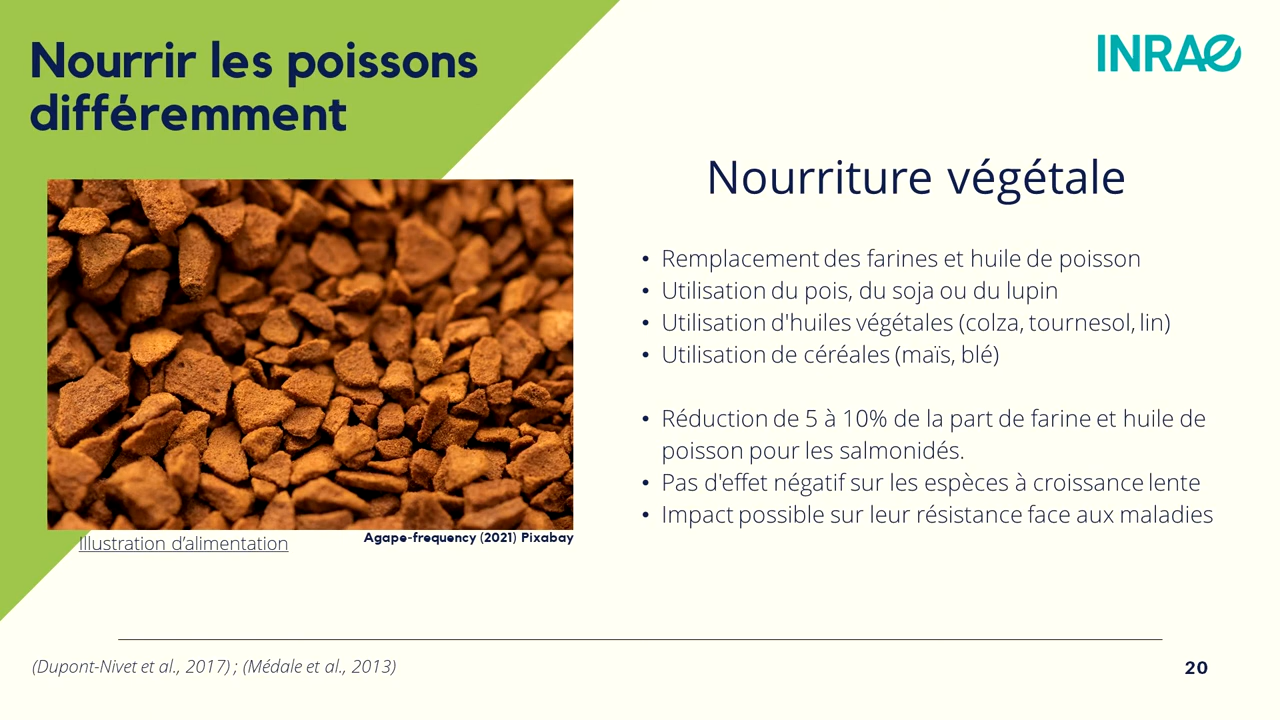 Nourrir les poissons
différemment
INRAE
Nourriture végétale
• Remplacement des farines et huile de poisson
• Utilisation du pois, du soja ou du lupin
• Utilisation d'huiles végétales (colza, tournesol, lin)
• Utilisation de céréales (maïs, blé)
• Réduction de 5 à 10% de la part de farine et huile de
poisson pour les salmonidés.
• Pas d'effet négatif sur les espèces à croissance lente
• Impact possible sur leur résistance face aux maladies
Illustration d’alimentation
Agape-frequency (2021) Pixabay
(Dupont-Nivet et al., 2017) ; (Médale et al., 2013)
20